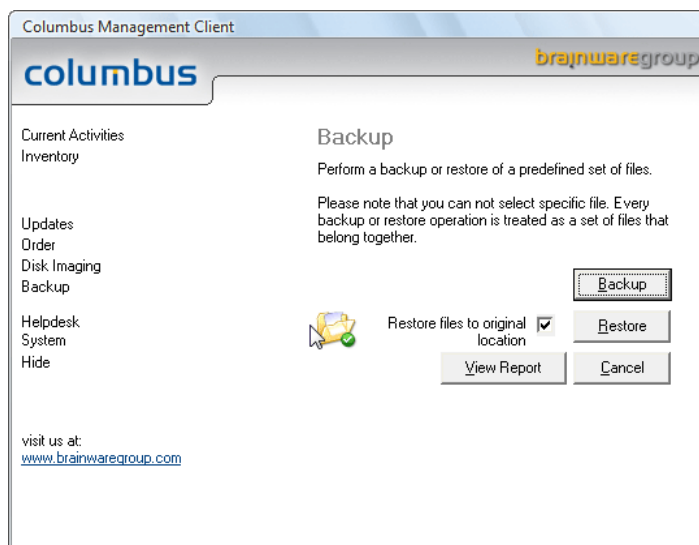 Columbus Management Client
columbus
brainwaregroup
Current Activities
Inventory
Updates
Order
Disk Imaging
Backup
Helpdesk
System
Hide
visit us at:
www.brainwaregroup.com
Backup
Perform a backup or restore of a predefined set of files.
Please note that you can not select specific file. Every
backup or restore operation is treated as a set of files that
belong together.
Backup
Restore files to original
location
Restore
View Report
Cancel